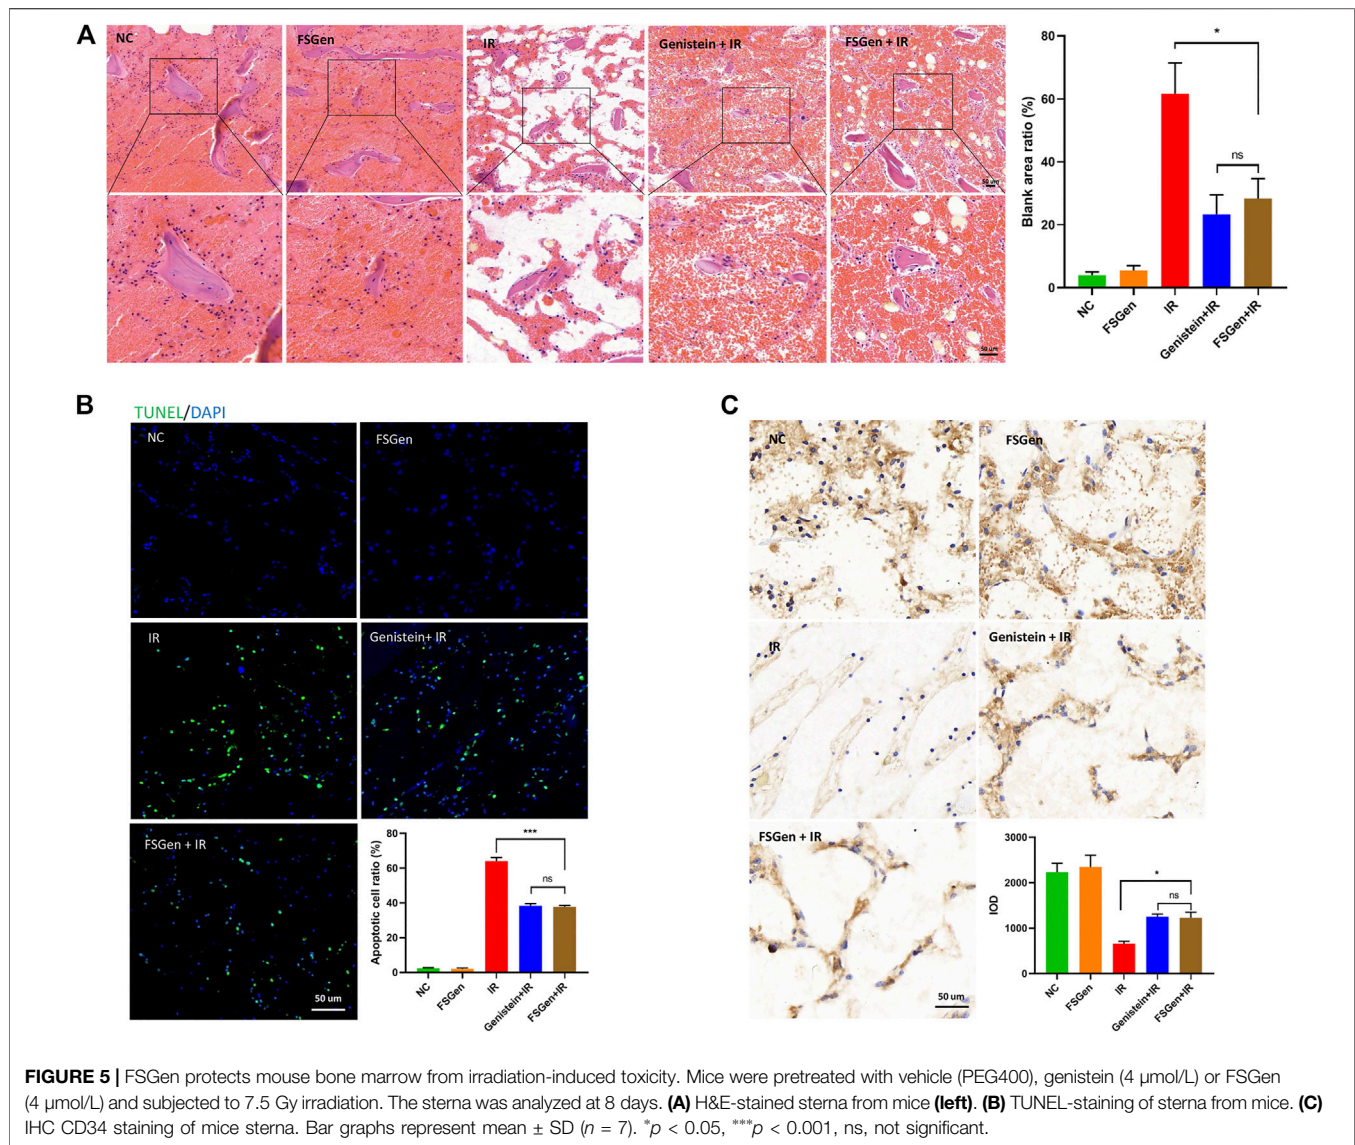 A
NC
FSGen
IR
Genistein + IR
FSGen + IR
50 um
50 um
Blank area ratio (%)
80
60
40
20
0
*
ns
NC
FSGen
IR
Genistein+IR
FSGen+IR
B
TUNEL/DAPI
NC
FSGen
IR
Genistein+ IR
FSGen + IR
50 um
Apoptotic cell ratio (%)
80
60
40
20
0
***
ns
NC
FSGen
IR
Genistein+IR
FSGen+IR
C
NC
FSGen
IR
Genistein + IR
FSGen + IR
50 um
IOD
3000
2000
1000
0
*
ns
NC
FSGen
IR
Genistein+IR
FSGen+IR
FIGURE 5 | FSGen protects mouse bone marrow from irradiation-induced toxicity. Mice were pretreated with vehicle (PEG400), genistein (4 μmol/L) or FSGen
(4 μmol/L) and subjected to 7.5 Gy irradiation. The sterna was analyzed at 8 days. (A) H&E-stained sterna from mice (left). (B) TUNEL-staining of sterna from mice. (C)
IHC CD34 staining of mice sterna. Bar graphs represent mean ± SD (n = 7). *p < 0.05, ***p < 0.001, ns, not significant.